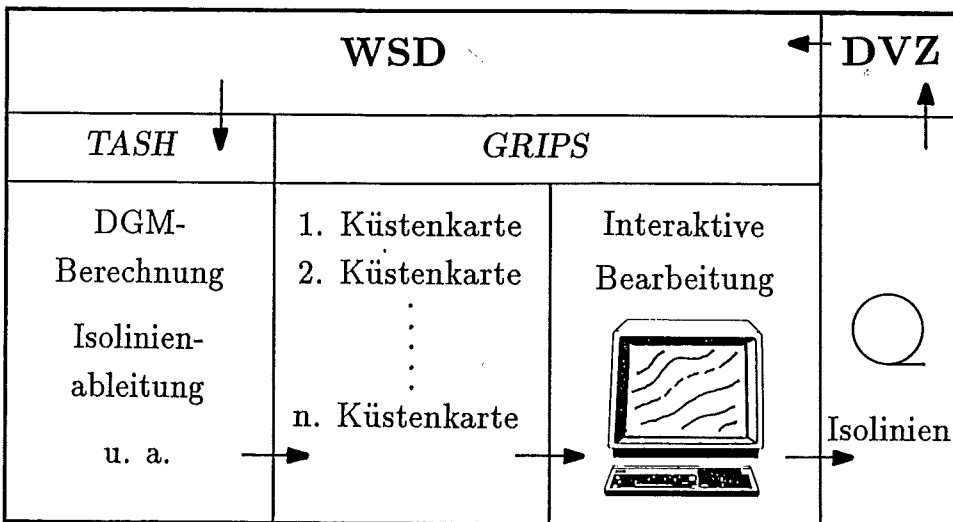 WSD
DVZ
TASH
GRIPS
DGM-
Berechnung
Isolinien-
ableitung
u. a.
1. Küstenkarte
2. Küstenkarte
n. Küstenkarte
Interaktive
Bearbeitung
Isolinien